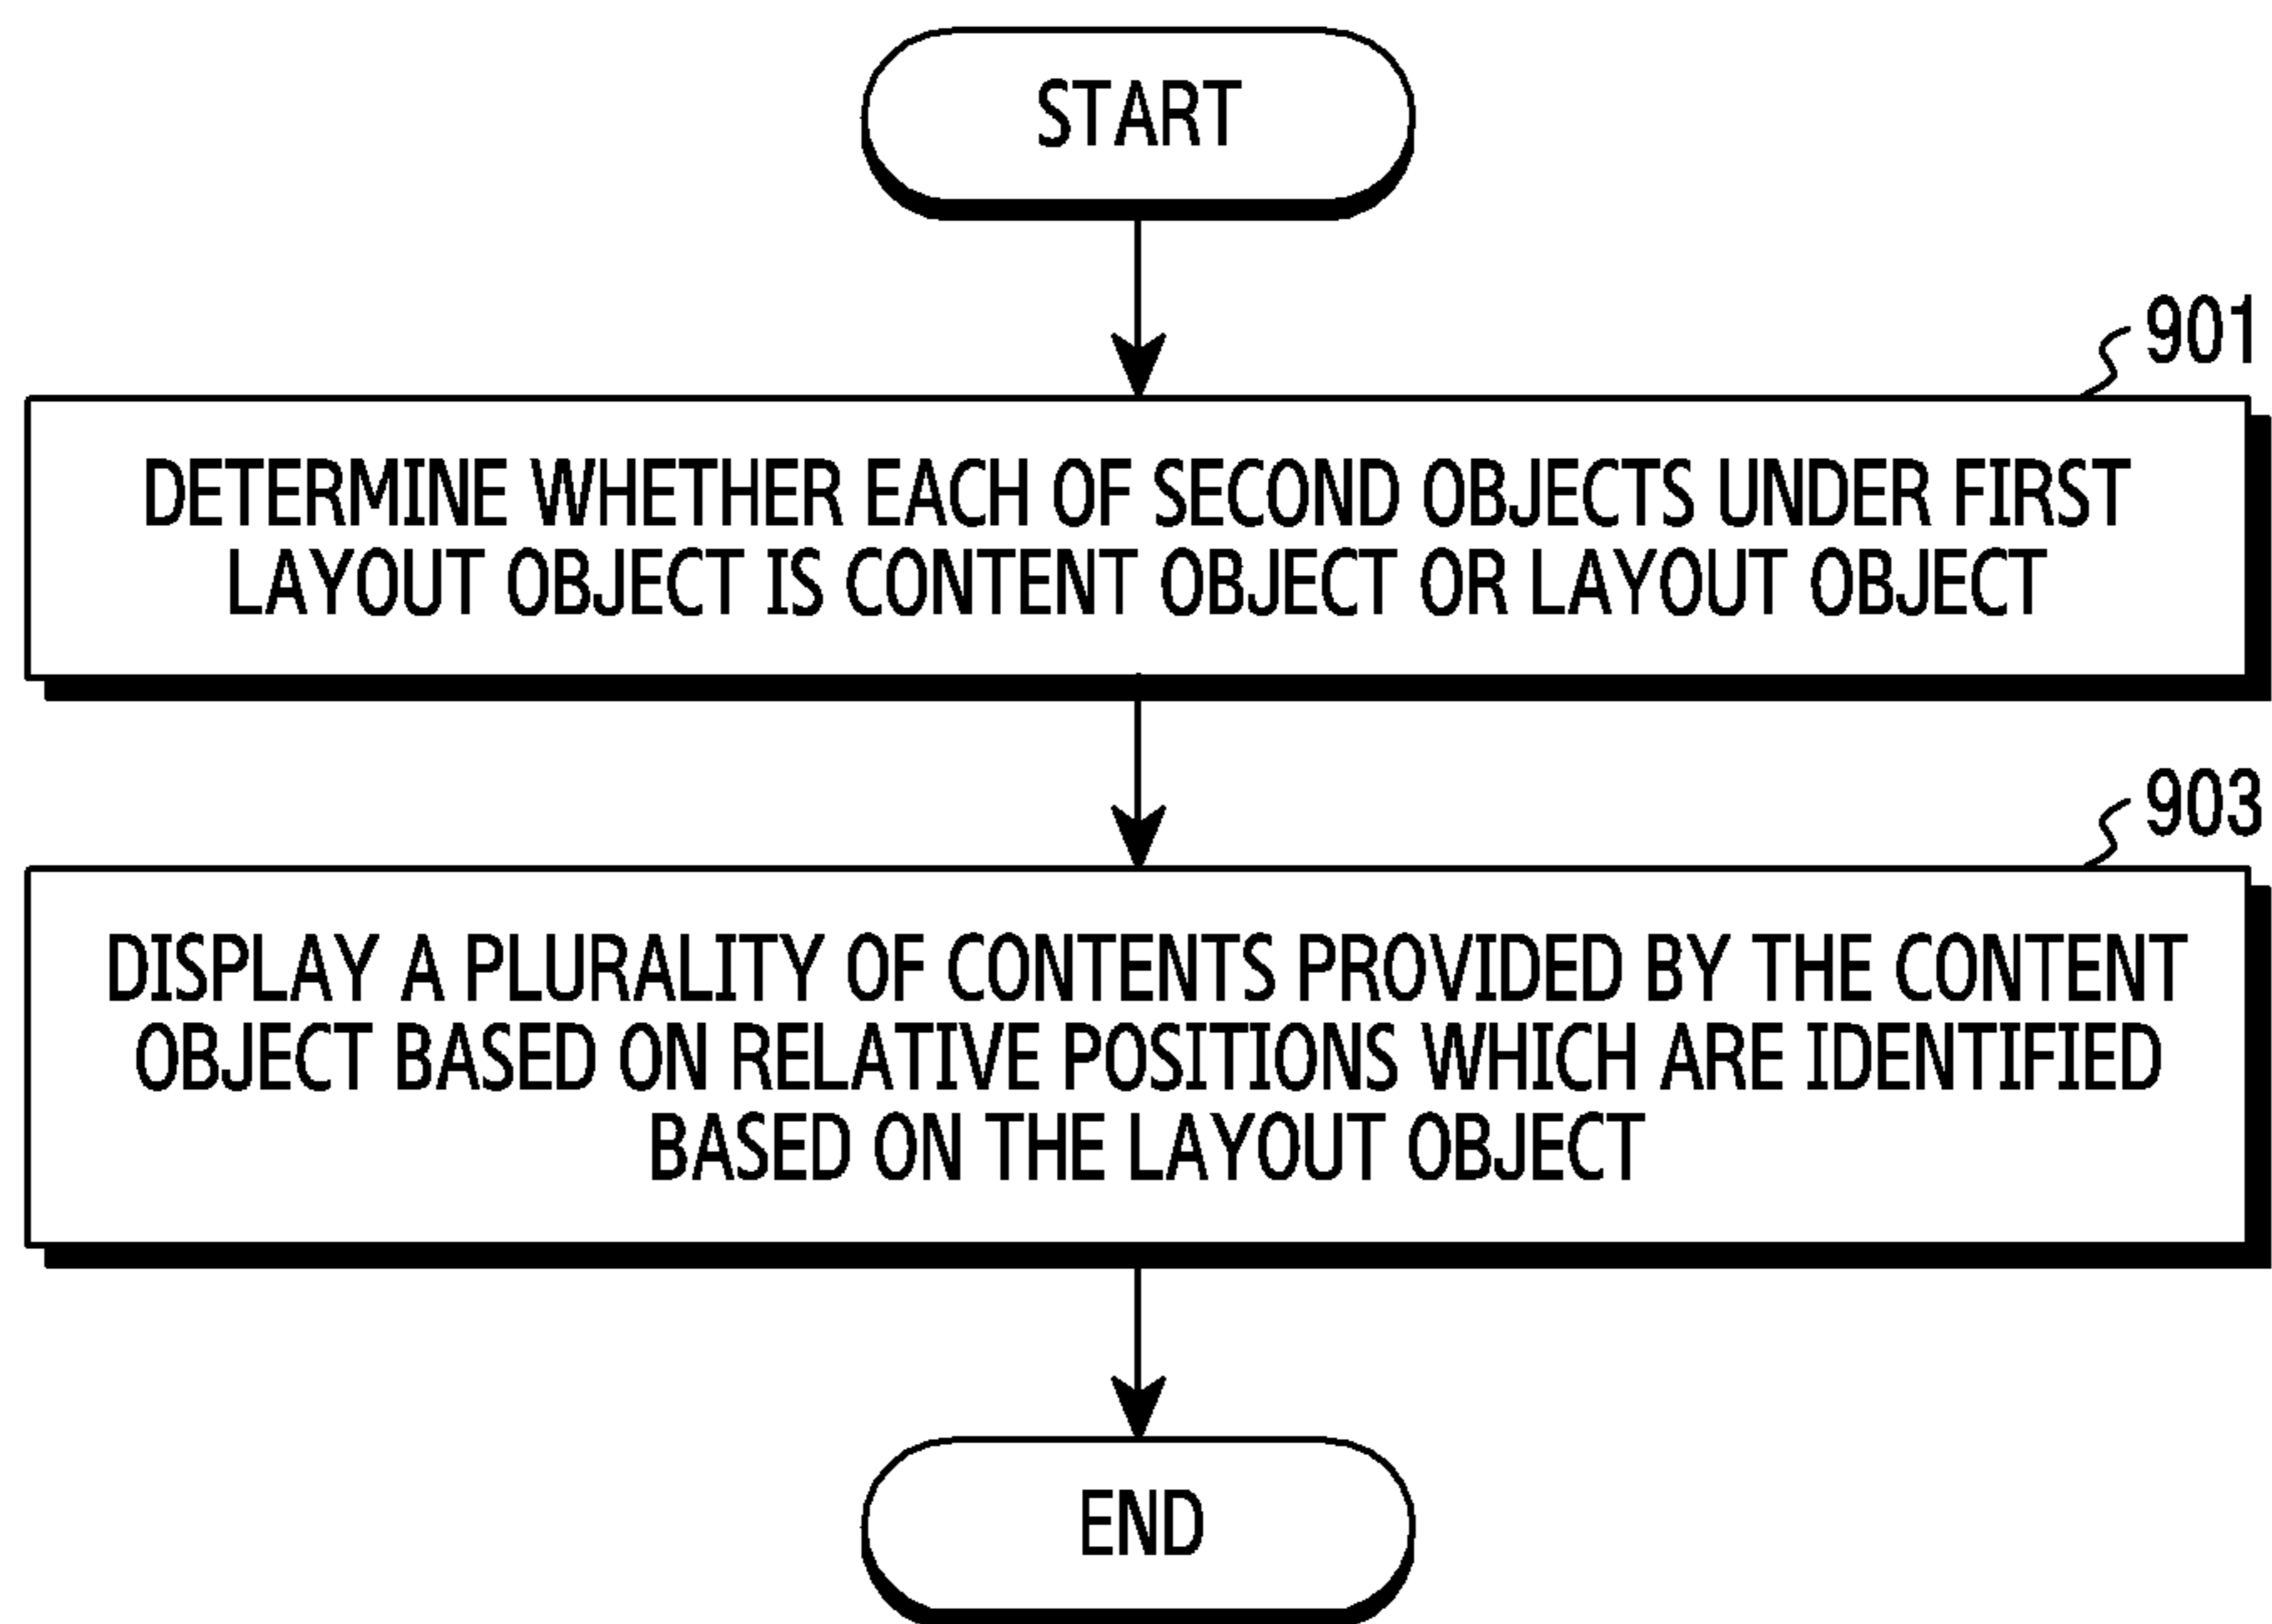 START
901
DETERMINE WHETHER EACH OF SECOND OBJECTS UNDER FIRST
LAYOUT OBJECT IS CONTENT OBJECT OR LAYOUT OBJECT
903
DISPLAY A PLURALITY OF CONTENTS PROVIDED BY THE CONTENT
OBJECT BASED ON RELATIVE POSITIONS WHICH ARE IDENTIFIED
BASED ON THE LAYOUT OBJECT
END